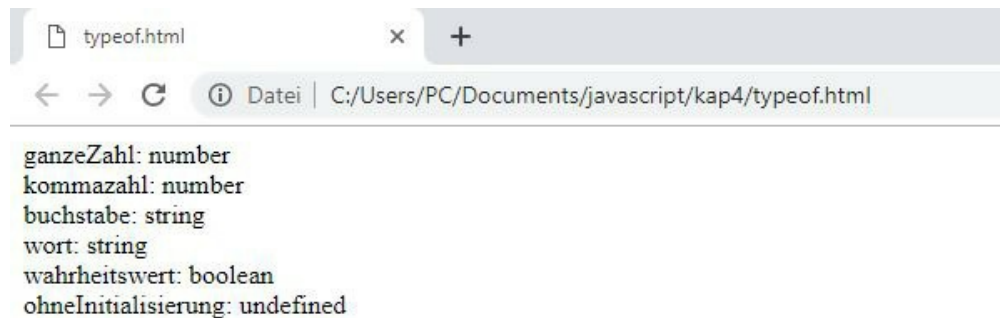 typeof.html
Datei C:/Users/PC/Documents/javascript/kap4/typeof.html
ganzeZahl: number
kommazahl: number
buchstabe: string
wort: string
wahrheitswert: boolean
ohneInitialisierung: undefined